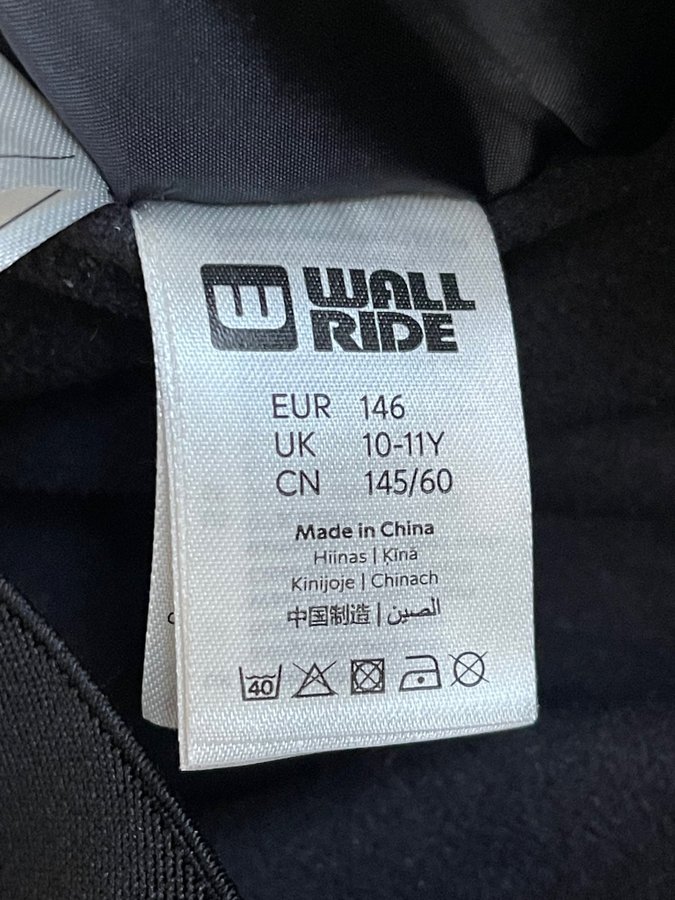 WALL
RIDE
EUR 146
UK 10-11Y
CN 145/60
Made in China
Hiinas | Ķīnā
Kinijoje | Chinach
中国制造 | الصين
40